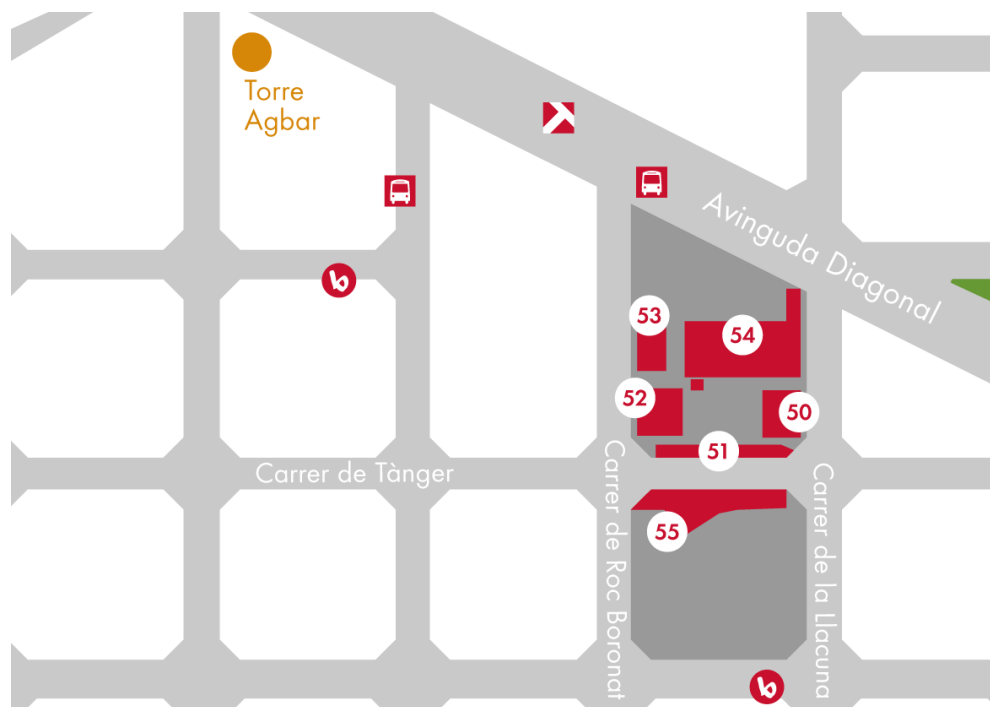 Torre
Agbar
Avinguda Diagonal
53
54
52
50
51
Carrer de Tànger
55
Carrer de Roc Boronat
Carrer de la Llacuna
b
b